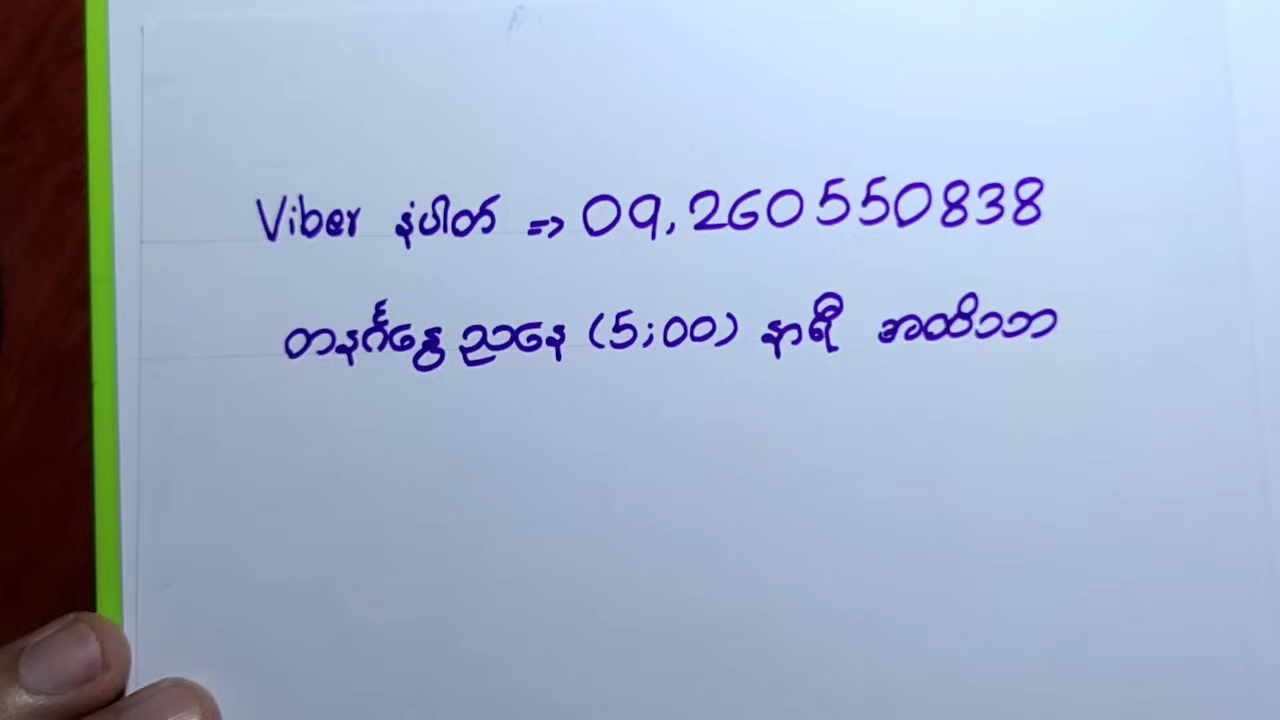 Viber နံပါတ် => 09,260550838
တနင်္ဂနွေ ညနေ (5;00) နာရီ အထိသာ